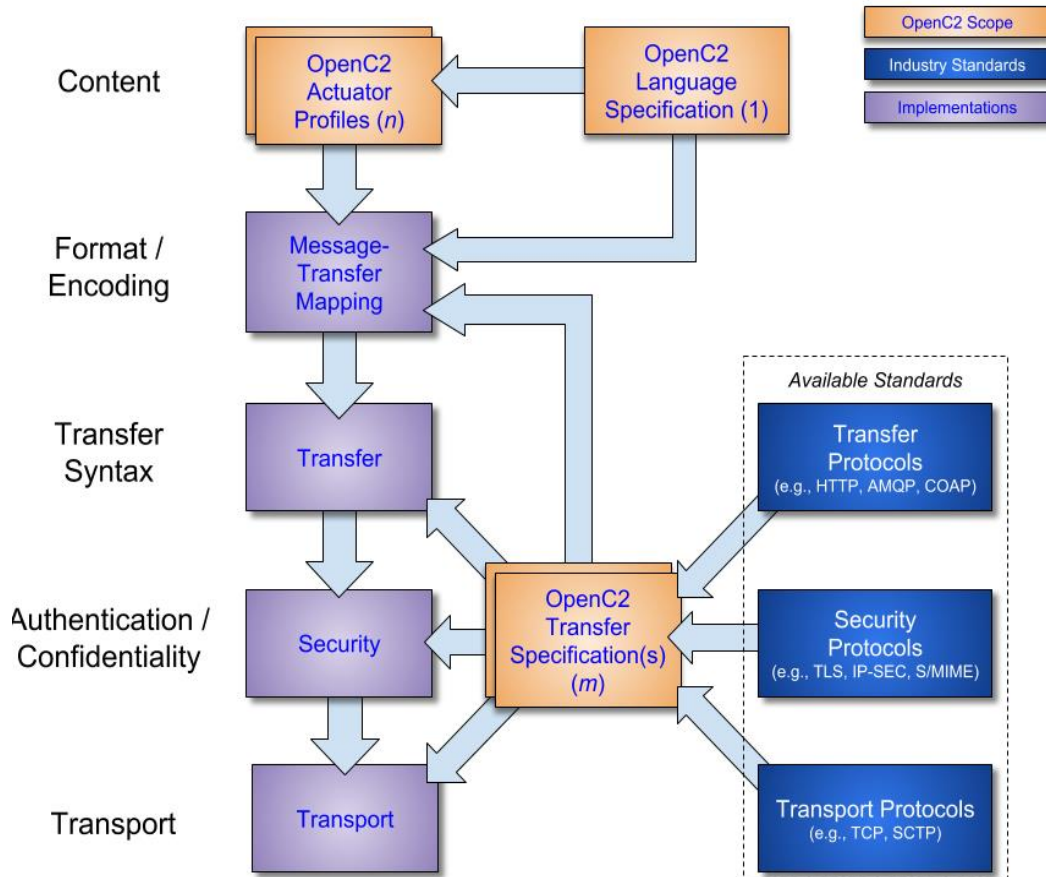 Content
OpenC2
Actuator
Profiles (n)
OpenC2
Language
Specification (1)
OpenC2 Scope
Industry Standards
Implementations
Format /
Encoding
Message-
Transfer
Mapping
Transfer
Syntax
Transfer
Available Standards
Transfer
Protocols
(e.g., HTTP, AMQP, COAP)
Authentication /
Confidentiality
Security
OpenC2
Transfer
Specification(s)
(m)
Security
Protocols
(e.g., TLS, IP-SEC, S/MIME)
Transport
Transport
Transport Protocols
(e.g., TCP, SCTP)